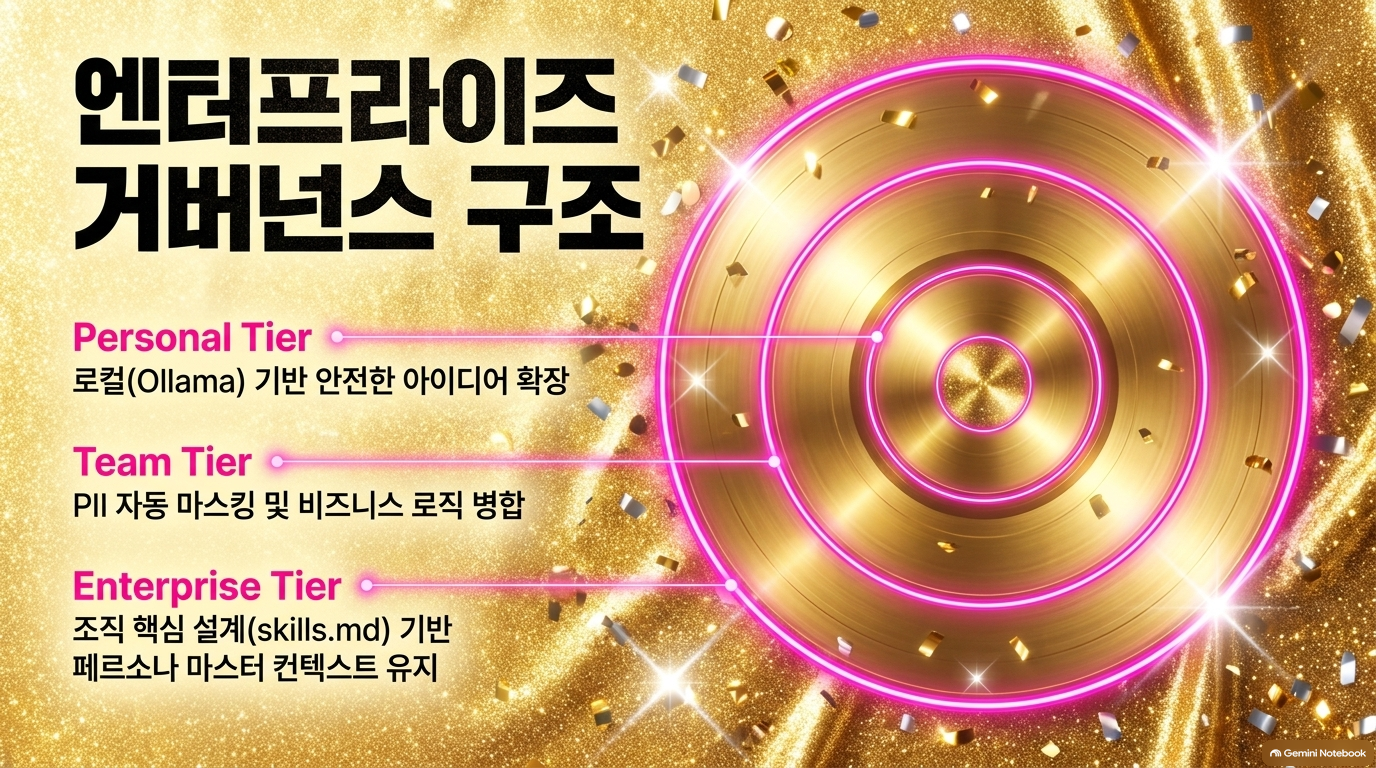 엔터프라이즈
거버넌스 구조
Personal Tier
로컬(Ollama) 기반 안전한 아이디어 확장
Team Tier
PII 자동 마스킹 및 비즈니스 로직 병합
Enterprise Tier
조직 핵심 설계(skills.md) 기반
페르소나 마스터 컨텍스트 유지
Gemini Notebook